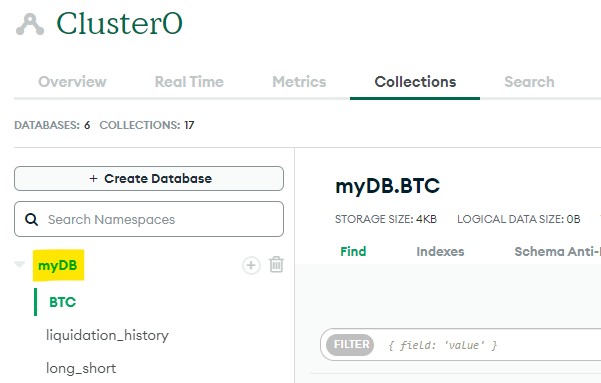 Cluster0
Overview Real Time Metrics Collections Search
DATABASES: 6 COLLECTIONS: 17
+ Create Database
Search Namespaces
myDB
BTC
liquidation_history
long_short
myDB.BTC
STORAGE SIZE: 4KB LOGICAL DATA SIZE: 0B
Find Indexes Schema Anti-
FILTER { field: 'value' }